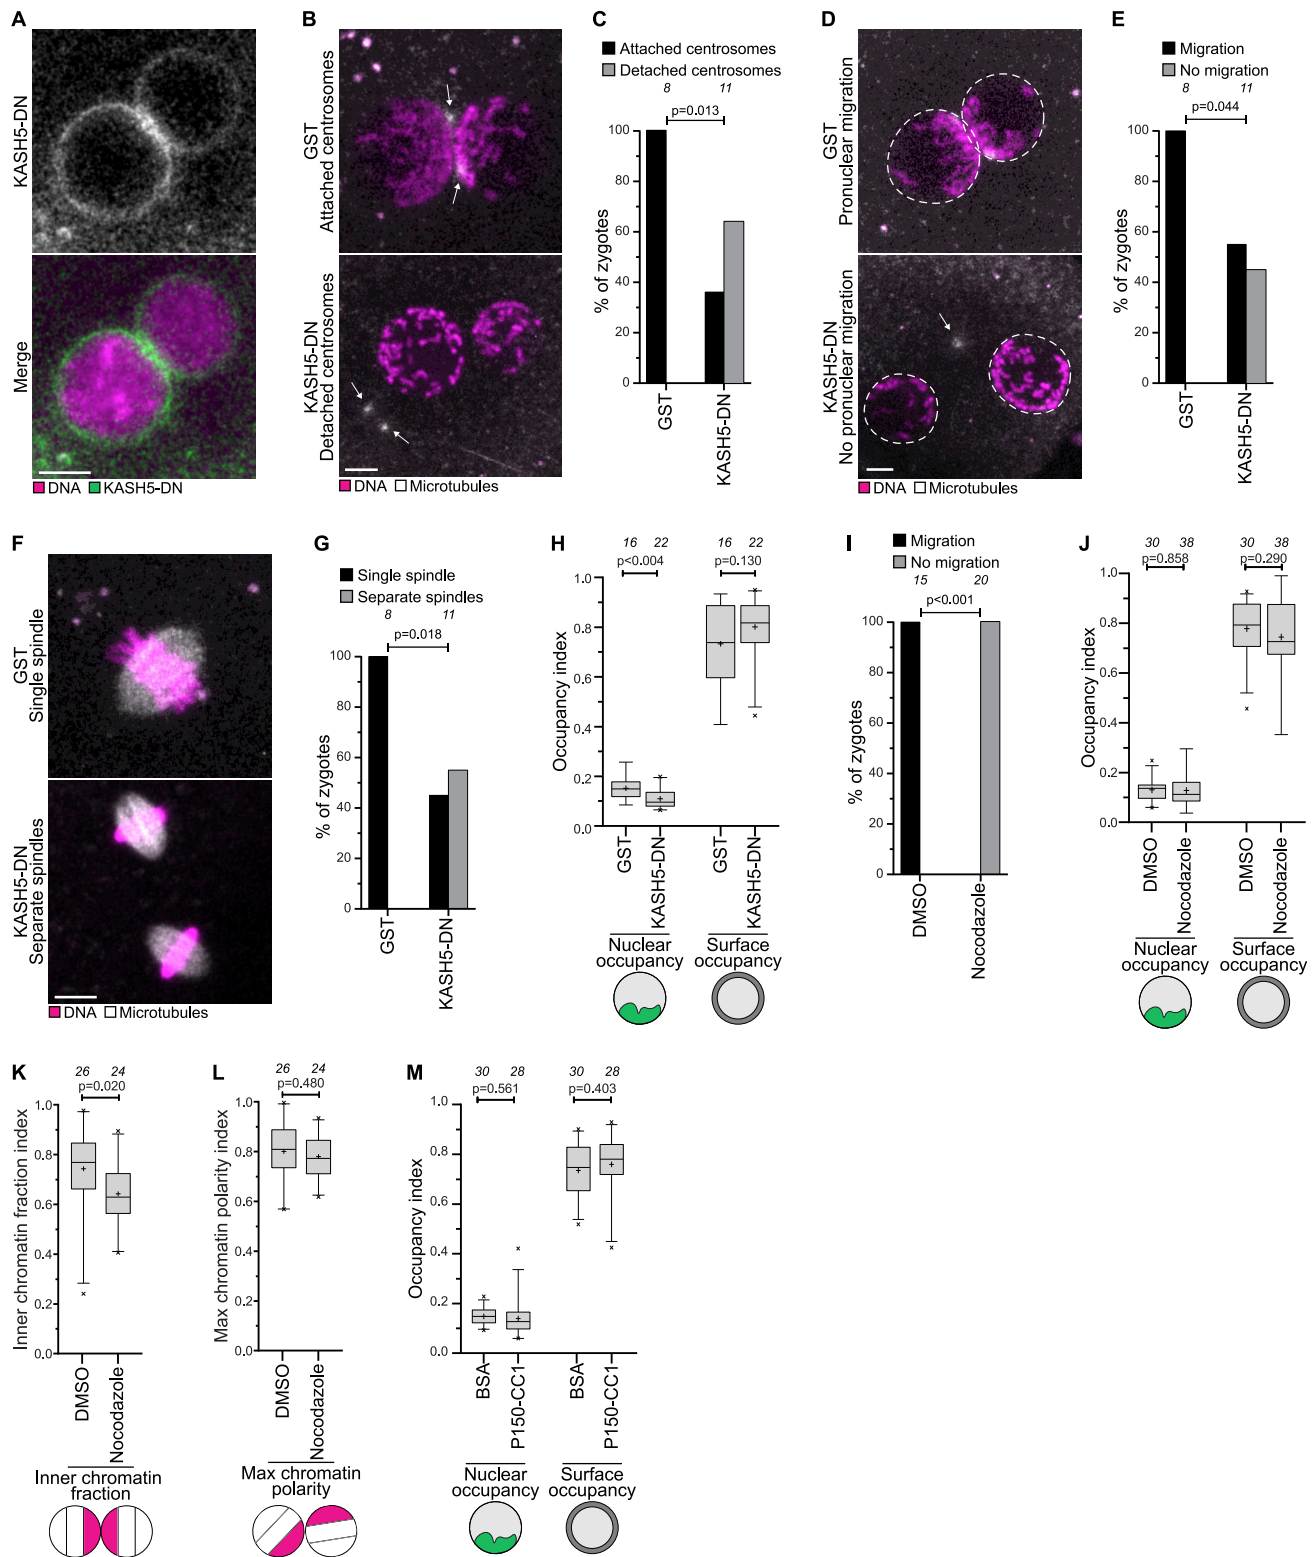 A
KASH5-DN
Merge
DNA
KASH5-DN
B
GST
Attached centrosomes
KASH5-DN
Detached centrosomes
DNA
Microtubules
C
Attached centrosomes
Detached centrosomes
8
11
p=0.013
% of zygotes
100
80
60
40
20
0
GST
KASH5-DN
D
GST
Pronuclear migration
KASH5-DN
No pronuclear migration
DNA
Microtubules
E
Migration
No migration
8
11
p=0.044
% of zygotes
100
80
60
40
20
0
GST
KASH5-DN
F
GST
Single spindle
KASH5-DN
Separate spindles
DNA
Microtubules
G
Single spindle
Separate spindles
8
11
p=0.018
% of zygotes
100
80
60
40
20
0
GST
KASH5-DN
H
16 22
p<0.004
16 22
p=0.130
Occupancy index
1.0
0.8
0.6
0.4
0.2
0.0
GST
KASH5-DN
GST
KASH5-DN
Nuclear
occupancy
Surface
occupancy
I
Migration
No migration
15
20
p<0.001
% of zygotes
100
80
60
40
20
0
DMSO
Nocodazole
J
30 38
p=0.858
30 38
p=0.290
Occupancy index
1.0
0.8
0.6
0.4
0.2
0.0
DMSO
Nocodazole
DMSO
Nocodazole
Nuclear
occupancy
Surface
occupancy
K
26 24
p=0.020
Inner chromatin fraction index
1.0
0.8
0.6
0.4
0.2
0.0
DMSO
Nocodazole
Inner chromatin
fraction
L
26 24
p=0.480
Max chromatin polarity index
1.0
0.8
0.6
0.4
0.2
0.0
DMSO
Nocodazole
Max chromatin
polarity
M
30 28
p=0.561
30 28
p=0.403
Occupancy index
1.0
0.8
0.6
0.4
0.2
0.0
BSA
P150-CC1
BSA
P150-CC1
Nuclear
occupancy
Surface
occupancy